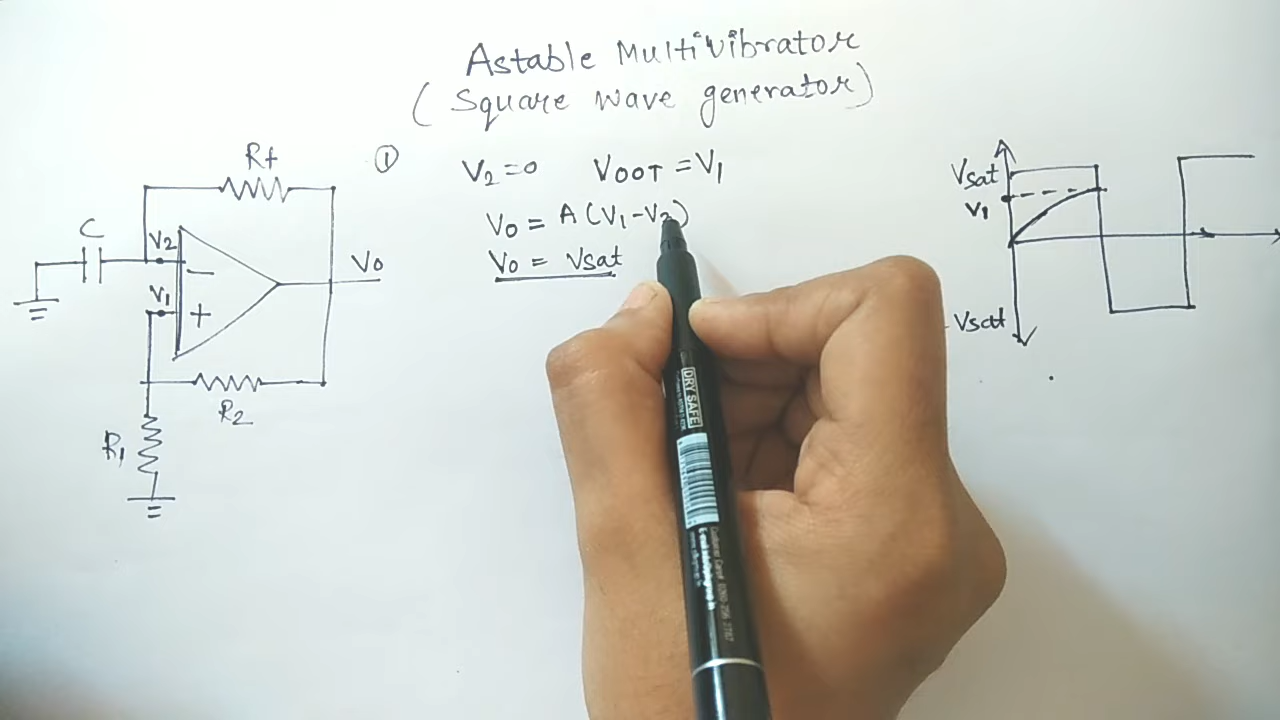 Astable Multivibrator
(Square wave generator)
①
V2=0 VOOT = V1
Vo = A (V1-V2)
Vo = Vsat
Rf
C
V2
−
V1
+
Vo
R2
R1
Vsat
V1
-Vsat
DRY SAFE